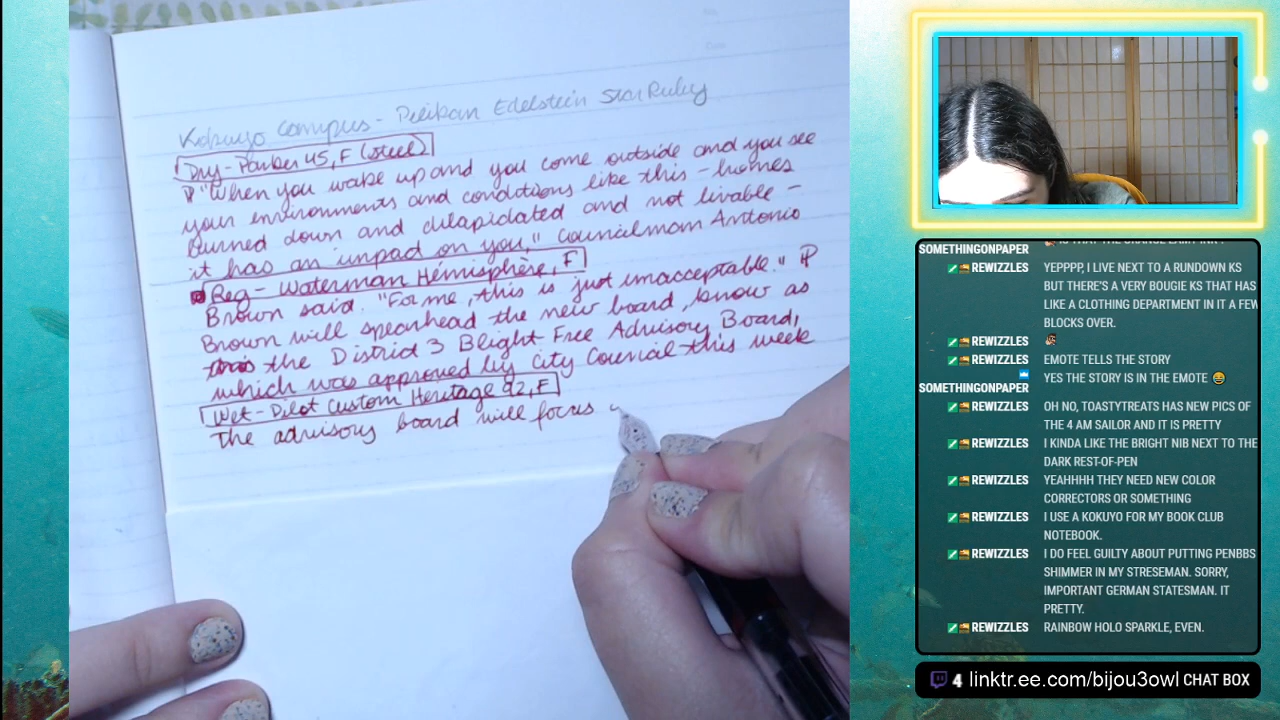 Kokuyo Campus - Pelikan Edelstein Star Ruby
Dry - Parker 45, F (steel)
"When you wake up and you come outside and you see
your environments and conditions like this - homes
burned down and dilapidated and not livable -
it has an impad on you," Councilman Antonio
Reg - Waterman Hémisphère, F
Brown said. "For me, this is just unacceptable." ¶
Brown will spearhead the new board, know as
the District 3 Blight Free Advisory Board,
which was approved by City Council this week
Wet - Pilot Custom Heritage 92, F
The advisory board will focus
SOMETHINGONPAPER
REWIZZLES YEPPPP, I LIVE NEXT TO A RUNDOWN KS
BUT THERE'S A VERY BOUGIE KS THAT HAS
LIKE A CLOTHING DEPARTMENT IN IT A FEW
BLOCKS OVER.
REWIZZLES
REWIZZLES EMOTE TELLS THE STORY
SOMETHINGONPAPER YES THE STORY IS IN THE EMOTE 😅
REWIZZLES OH NO, TOASTYTREATS HAS NEW PICS OF
THE 4 AM SAILOR AND IT IS PRETTY
REWIZZLES I KINDA LIKE THE BRIGHT NIB NEXT TO THE
DARK REST-OF-PEN
REWIZZLES YEAHHHH THEY NEED NEW COLOR
CORRECTORS OR SOMETHING
REWIZZLES I USE A KOKUYO FOR MY BOOK CLUB
NOTEBOOK.
REWIZZLES I DO FEEL GUILTY ABOUT PUTTING PENBBS
SHIMMER IN MY STRESEMAN. SORRY,
IMPORTANT GERMAN STATESMAN. IT
PRETTY.
REWIZZLES RAINBOW HOLO SPARKLE, EVEN.
4 linktr.ee.com/bijou3owl CHAT BOX